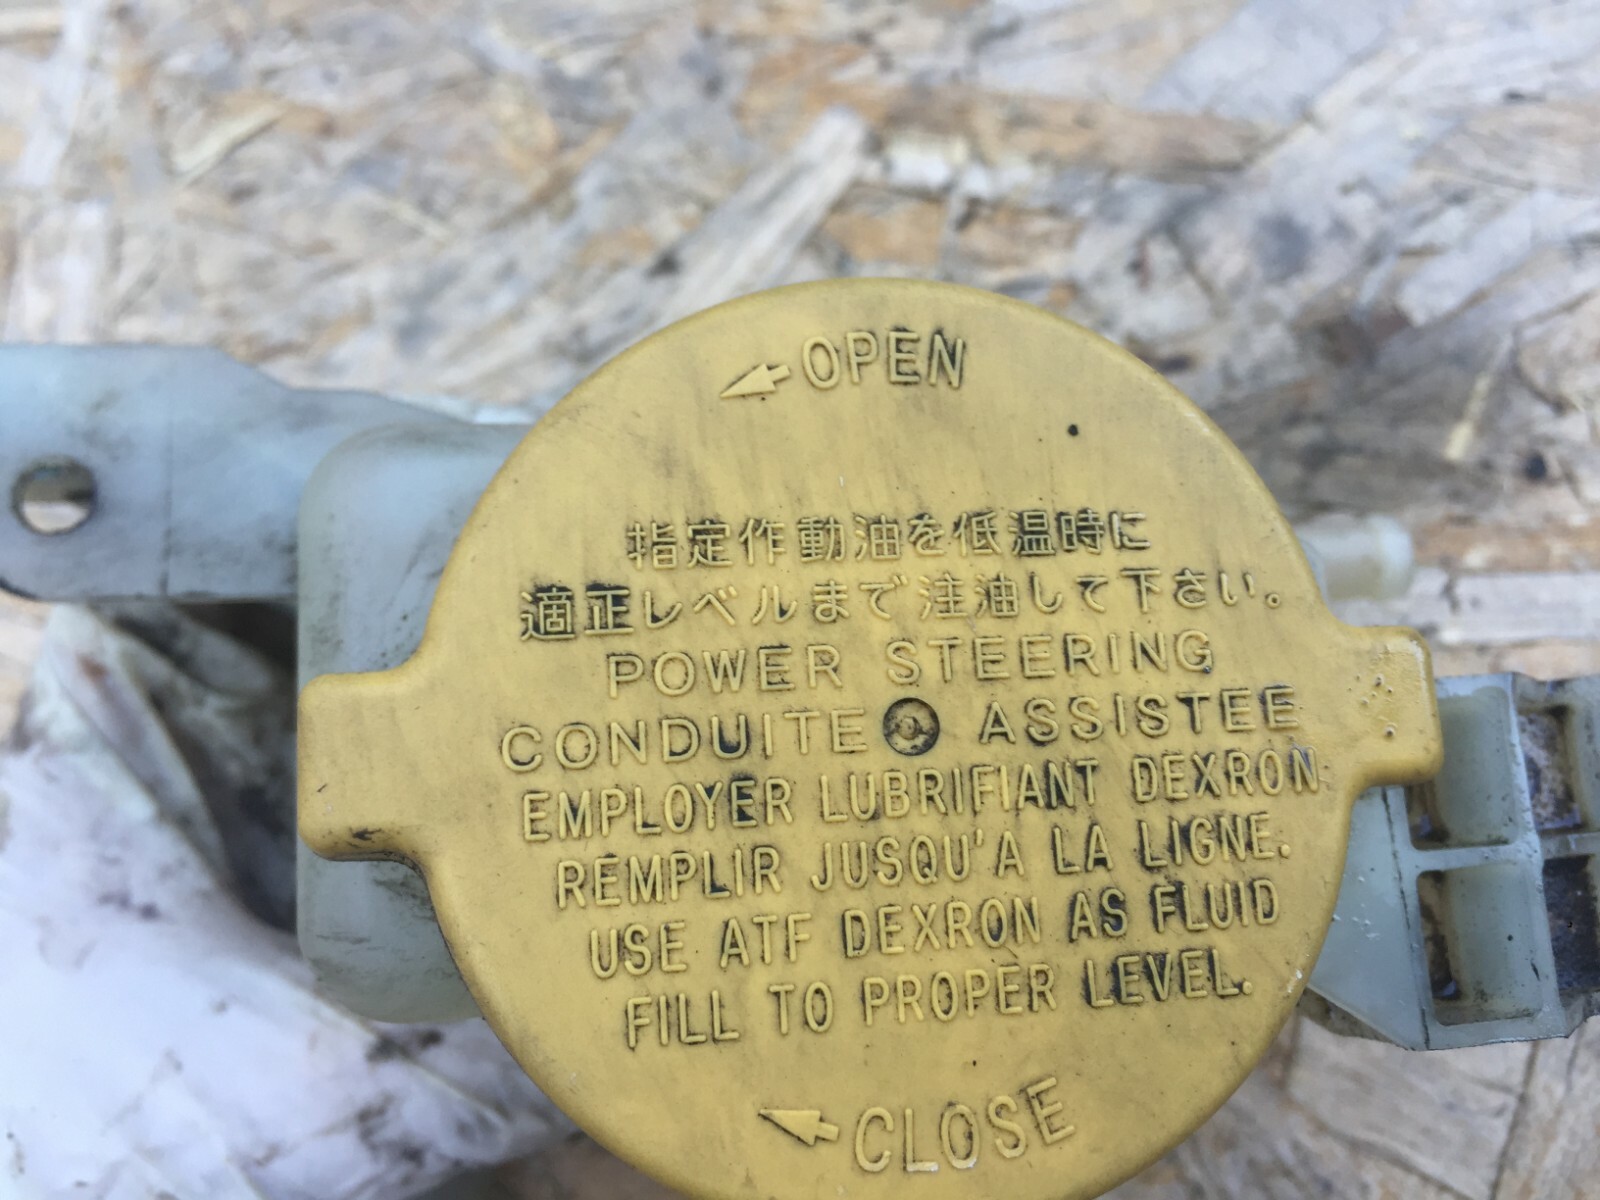 OPEN
指定作動油を低温時に
適正レベルまで注油して下さい。
POWER STEERING
CONDUITE ASSISTEE
EMPLOYER LUBRIFIANT DEXRON
REMPLIR JUSQU'A LA LIGNE.
USE ATF DEXRON AS FLUID
FILL TO PROPER LEVEL.
CLOSE